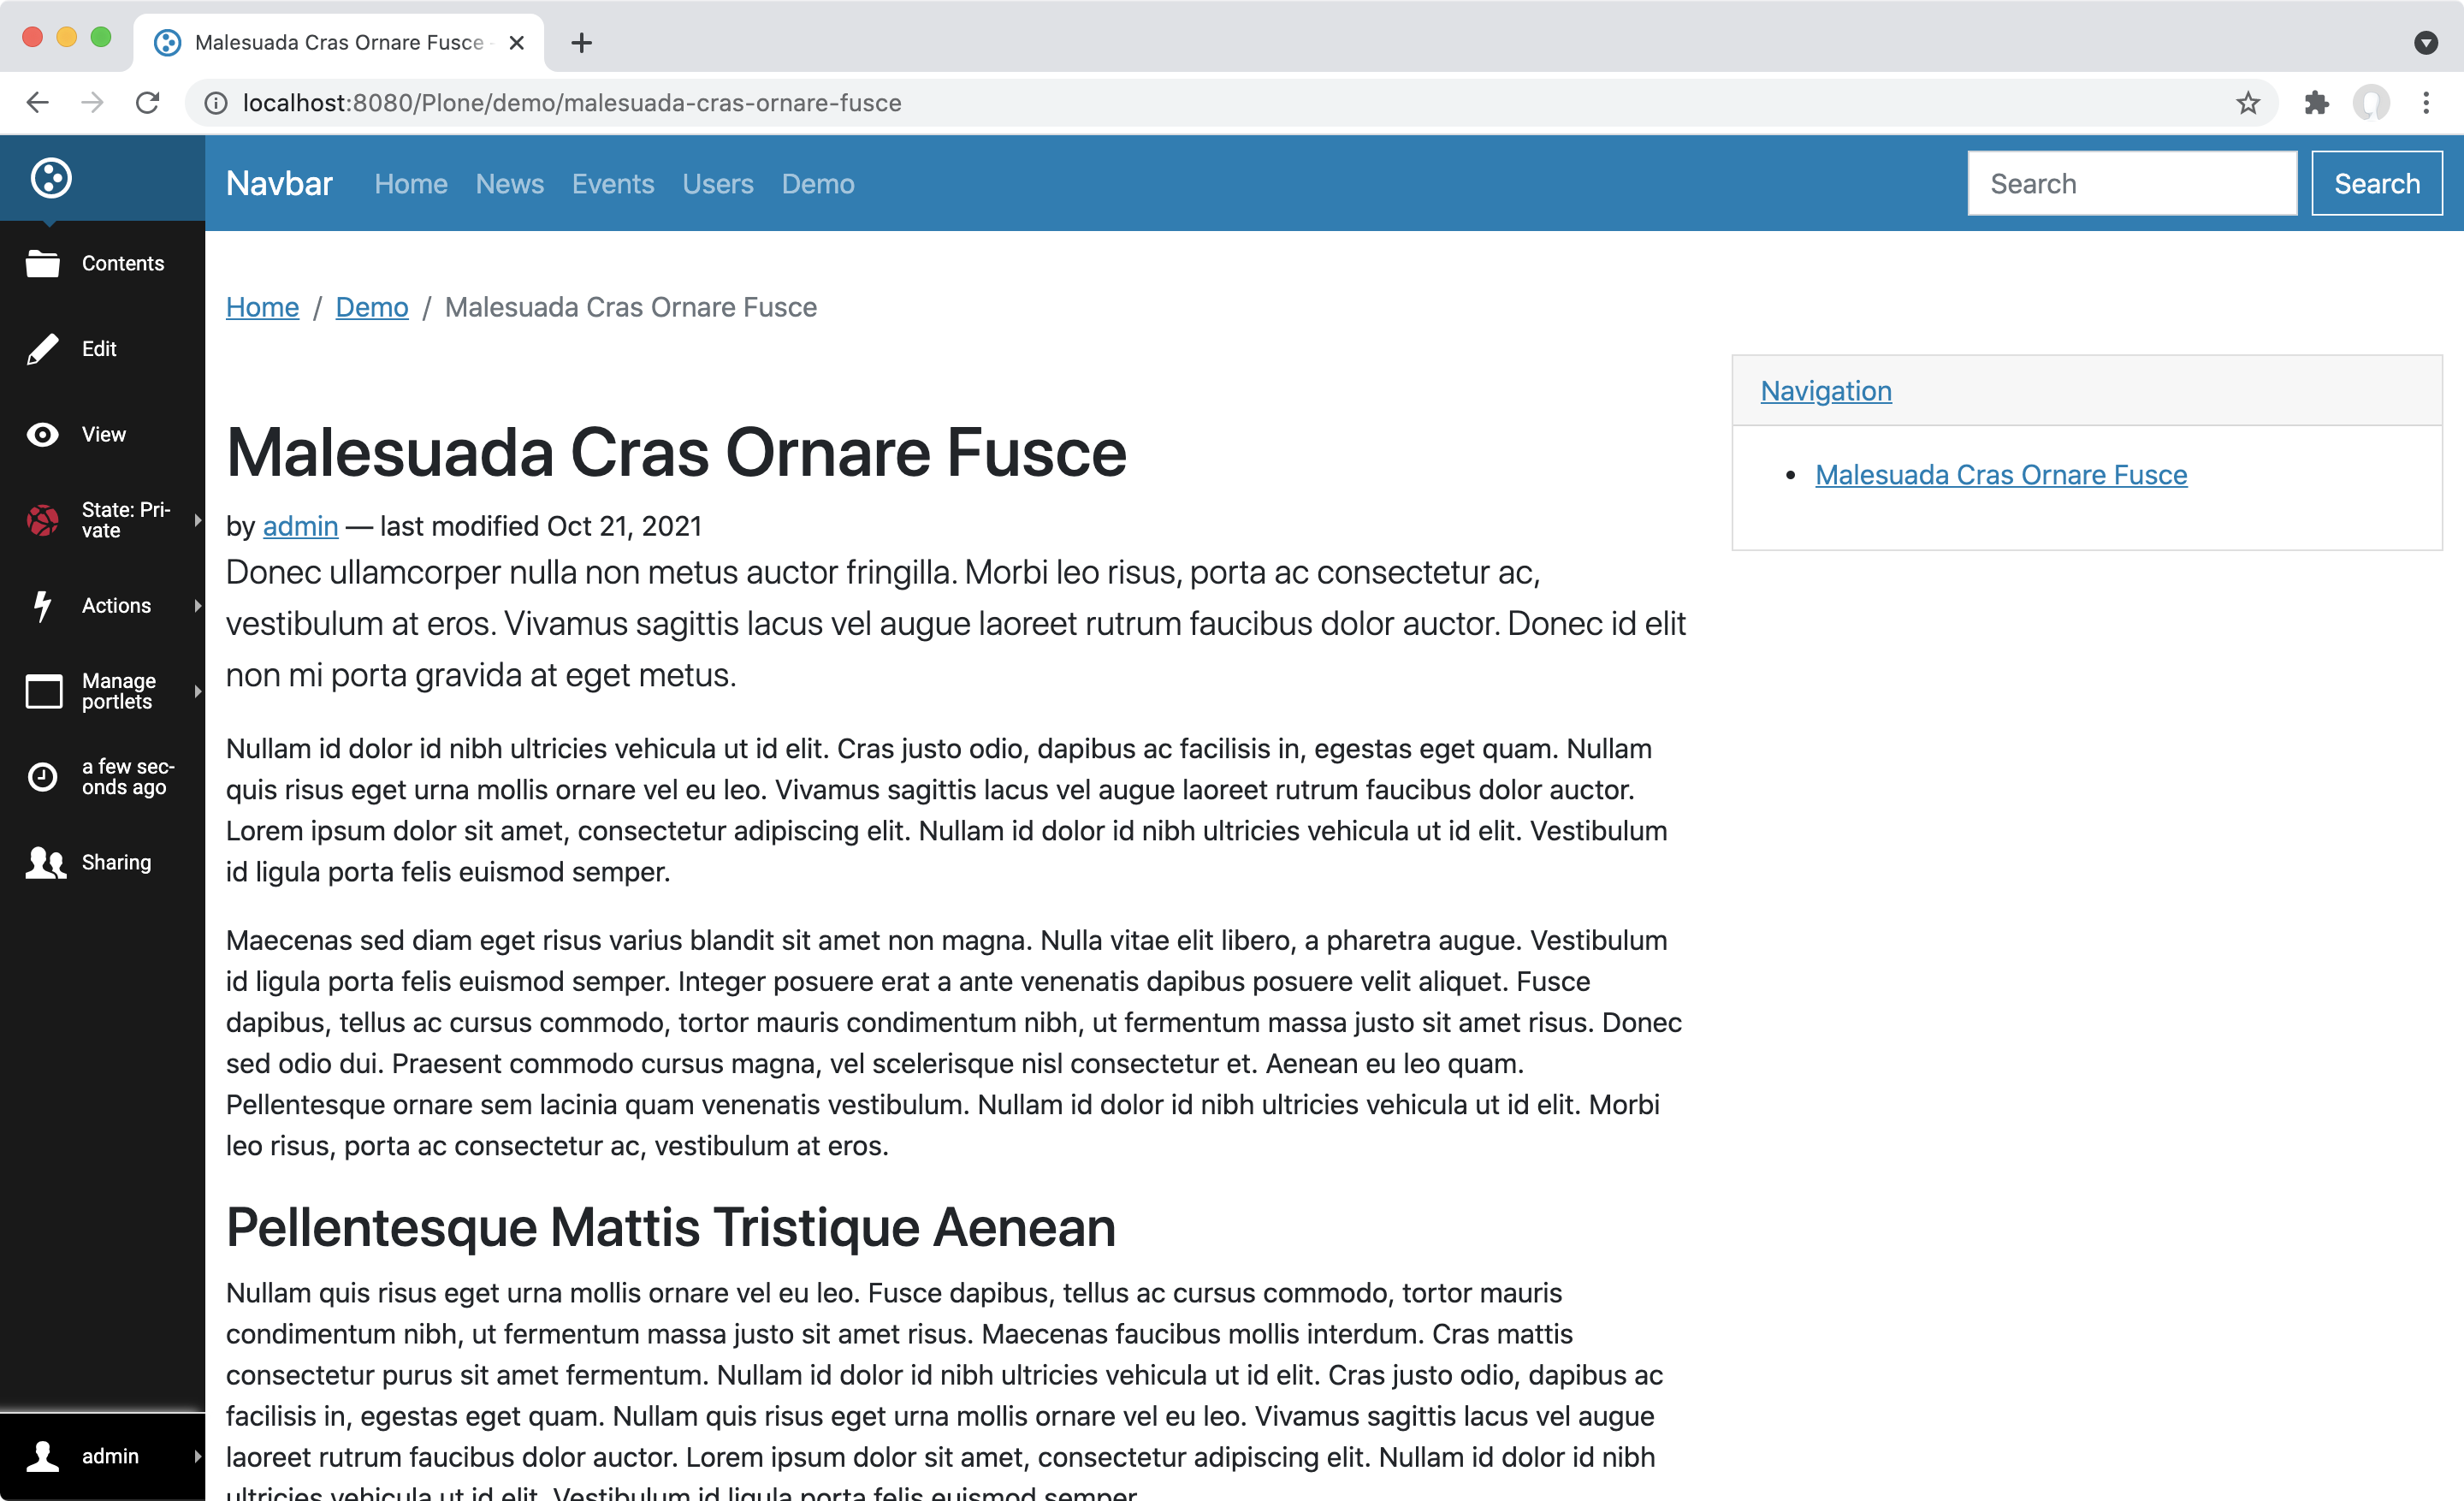 Malesuada Cras Ornare Fusce
localhost:8080/Plone/demo/malesuada-cras-ornare-fusce
Navbar Home News Events Users Demo Search Search
Contents
Edit
View
State: Pri-
vate
Actions
Manage
portlets
a few sec-
onds ago
Sharing
admin
Home / Demo / Malesuada Cras Ornare Fusce
Malesuada Cras Ornare Fusce
by admin — last modified Oct 21, 2021
Donec ullamcorper nulla non metus auctor fringilla. Morbi leo risus, porta ac consectetur ac,
vestibulum at eros. Vivamus sagittis lacus vel augue laoreet rutrum faucibus dolor auctor. Donec id elit
non mi porta gravida at eget metus.
Nullam id dolor id nibh ultricies vehicula ut id elit. Cras justo odio, dapibus ac facilisis in, egestas eget quam. Nullam
quis risus eget urna mollis ornare vel eu leo. Vivamus sagittis lacus vel augue laoreet rutrum faucibus dolor auctor.
Lorem ipsum dolor sit amet, consectetur adipiscing elit. Nullam id dolor id nibh ultricies vehicula ut id elit. Vestibulum
id ligula porta felis euismod semper.
Maecenas sed diam eget risus varius blandit sit amet non magna. Nulla vitae elit libero, a pharetra augue. Vestibulum
id ligula porta felis euismod semper. Integer posuere erat a ante venenatis dapibus posuere velit aliquet. Fusce
dapibus, tellus ac cursus commodo, tortor mauris condimentum nibh, ut fermentum massa justo sit amet risus. Donec
sed odio dui. Praesent commodo cursus magna, vel scelerisque nisl consectetur et. Aenean eu leo quam.
Pellentesque ornare sem lacinia quam venenatis vestibulum. Nullam id dolor id nibh ultricies vehicula ut id elit. Morbi
leo risus, porta ac consectetur ac, vestibulum at eros.
Pellentesque Mattis Tristique Aenean
Nullam quis risus eget urna mollis ornare vel eu leo. Fusce dapibus, tellus ac cursus commodo, tortor mauris
condimentum nibh, ut fermentum massa justo sit amet risus. Maecenas faucibus mollis interdum. Cras mattis
consectetur purus sit amet fermentum. Nullam id dolor id nibh ultricies vehicula ut id elit. Cras justo odio, dapibus ac
facilisis in, egestas eget quam. Nullam quis risus eget urna mollis ornare vel eu leo. Vivamus sagittis lacus vel augue
laoreet rutrum faucibus dolor auctor. Lorem ipsum dolor sit amet, consectetur adipiscing elit. Nullam id dolor id nibh
ultricies vehicula ut id elit. Vestibulum id ligula porta felis euismod semper.
Navigation
Malesuada Cras Ornare Fusce